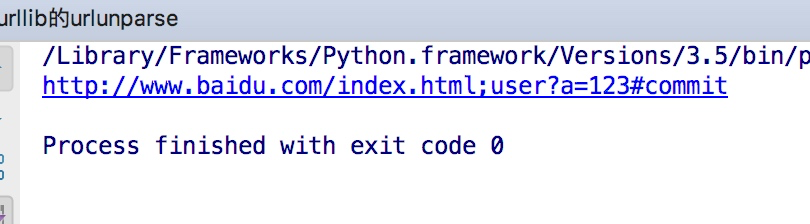 urllib的urlunparse
/Library/Frameworks/Python.framework/Versions/3.5/bin/p
http://www.baidu.com/index.html;user?a=123#commit
Process finished with exit code 0